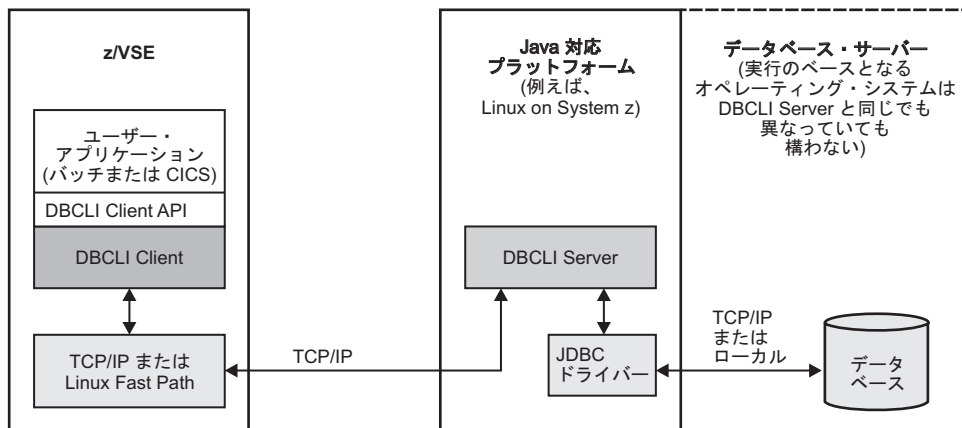 z/VSE
ユーザー・
アプリケーション
(バッチまたは CICS)
DBCLI Client API
DBCLI Client
TCP/IP または
Linux Fast Path
TCP/IP
Java 対応
プラットフォーム
(例えば、
Linux on System z)
DBCLI Server
JDBC
ドライバー
データベース・サーバー
(実行のベースとなる
オペレーティング・システムは
DBCLI Server と同じでも
異なっていても
構わない)
TCP/IP
または
ローカル
データ
ベース